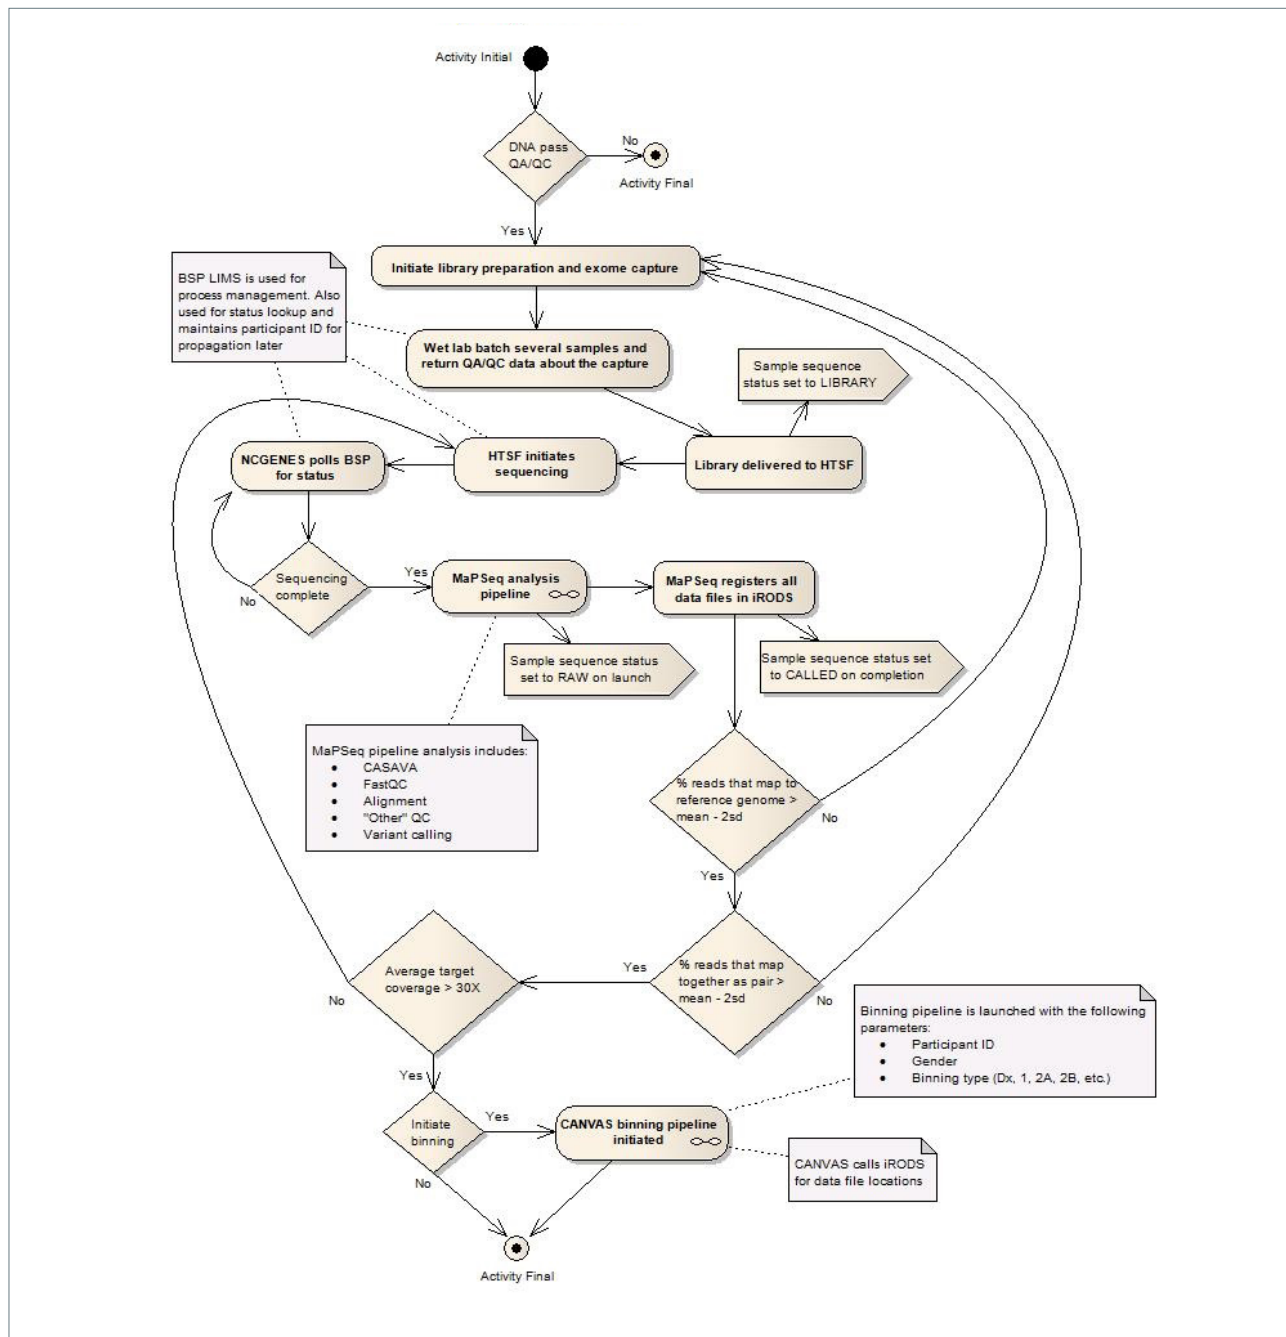 Activity Initial
DNA pass
QA/QC
No
Activity Final
Yes
Initiate library preparation and exome capture
BSP LIMS is used for
process management. Also
used for status lookup and
maintains participant ID for
propagation later
Wet lab batch several samples and
return QA/QC data about the capture
Sample sequence
status set to LIBRARY
NCGENES polls BSP
for status
HTSF initiates
sequencing
Library delivered to HTSF
Sequencing
complete
No
Yes
MaPSeq analysis
pipeline
MaPSeq registers all
data files in iRODS
Sample sequence status
set to RAW on launch
Sample sequence status set
to CALLED on completion
MaPSeq pipeline analysis includes:
• CASAVA
• FastQC
• Alignment
• "Other" QC
• Variant calling
% reads that map to
reference genome >
mean - 2sd
No
Yes
% reads that map
together as pair >
mean - 2sd
No
Yes
Average target
coverage > 30X
No
Yes
Binning pipeline is launched with the following
parameters:
• Participant ID
• Gender
• Binning type (Dx, 1, 2A, 2B, etc.)
Initiate
binning
Yes
No
CANVAS binning pipeline
initiated
CANVAS calls iRODS
for data file locations
Activity Final